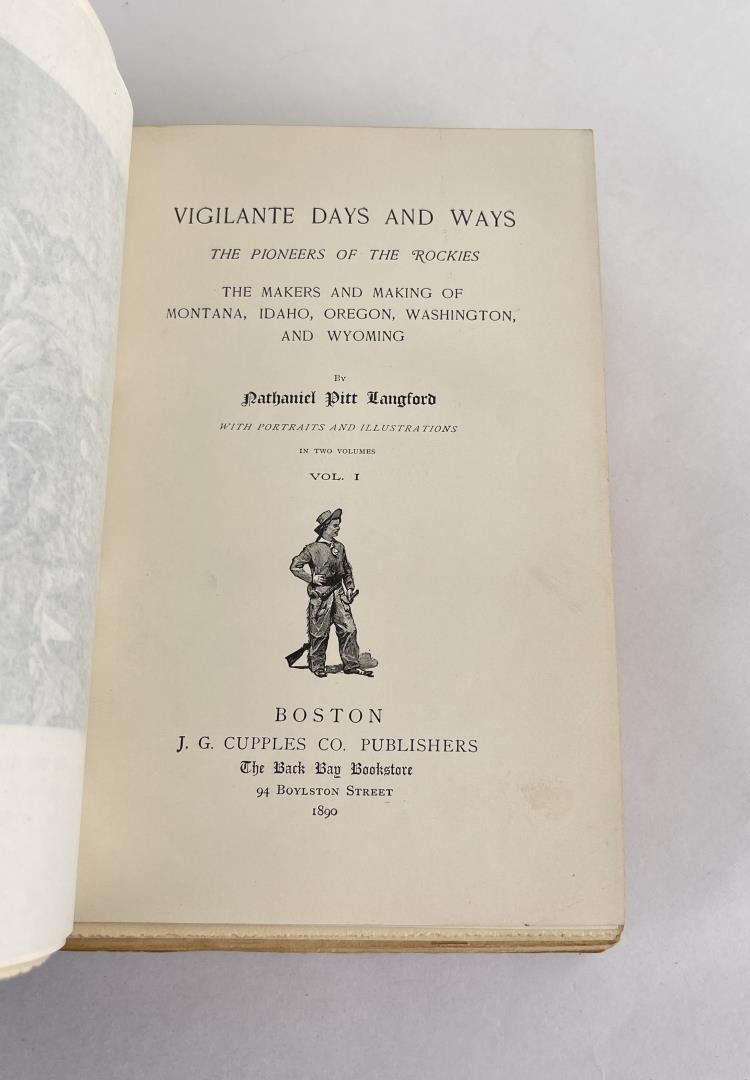 VIGILANTE DAYS AND WAYS
THE PIONEERS OF THE ROCKIES
THE MAKERS AND MAKING OF
MONTANA, IDAHO, OREGON, WASHINGTON,
AND WYOMING
BY
Nathaniel Pitt Langford
WITH PORTRAITS AND ILLUSTRATIONS
IN TWO VOLUMES
VOL. I
BOSTON
J. G. CUPPLES CO. PUBLISHERS
The Back Bay Bookstore
94 BOYLSTON STREET
1890